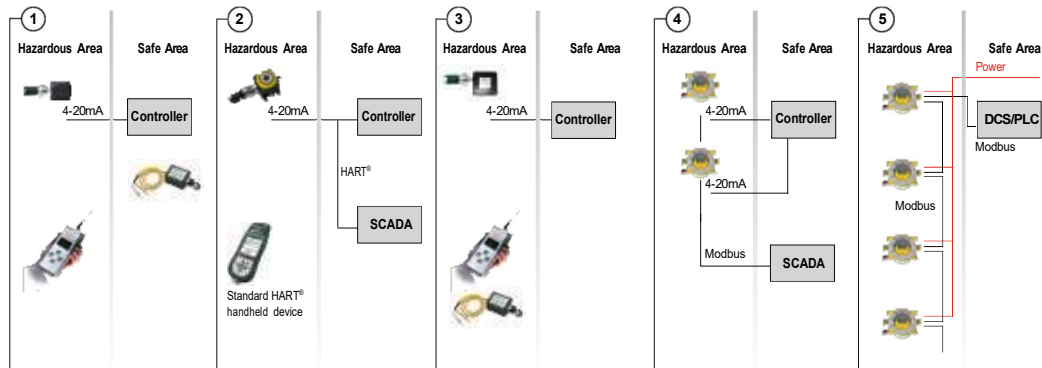 1
Hazardous Area
Safe Area
4-20mA
Controller
2
Hazardous Area
Safe Area
4-20mA
Controller
HART®
SCADA
Standard HART®
handheld device
3
Hazardous Area
Safe Area
4-20mA
Controller
4
Hazardous Area
Safe Area
4-20mA
Controller
4-20mA
Modbus
SCADA
5
Hazardous Area
Safe Area
Power
DCS/PLC
Modbus
Modbus